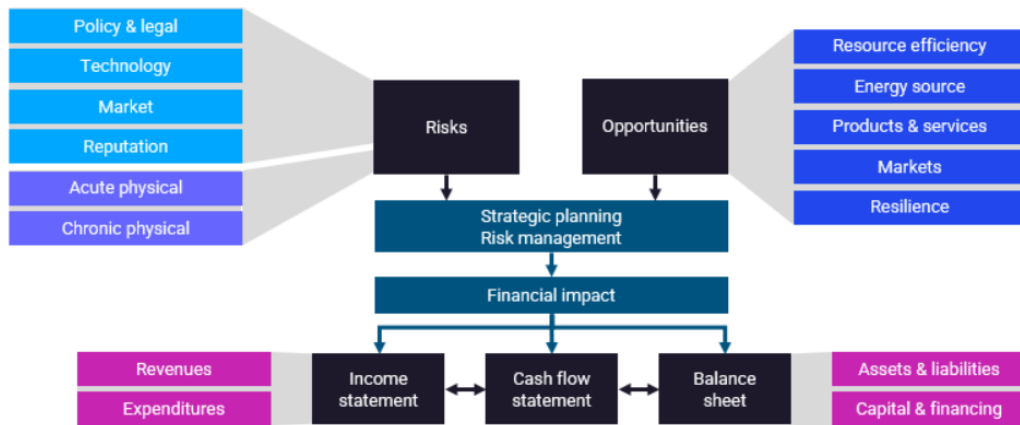 Policy & legal
Technology
Market
Reputation
Acute physical
Chronic physical
Risks
Opportunities
Resource efficiency
Energy source
Products & services
Markets
Resilience
Strategic planning
Risk management
Financial impact
Revenues
Expenditures
Income
statement
Cash flow
statement
Balance
sheet
Assets & liabilities
Capital & financing